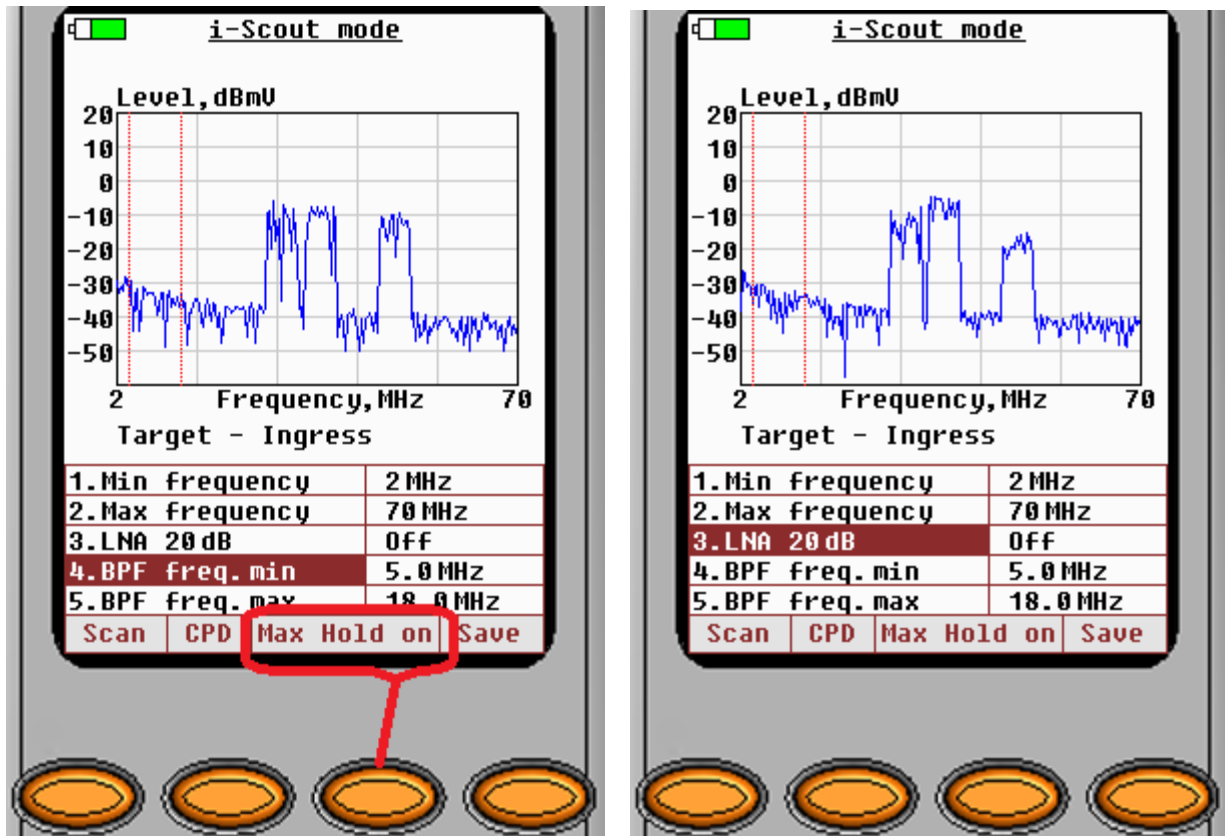 i-Scout mode
Level,dBmV
20
10
0
-10
-20
-30
-40
-50
2 Frequency,MHz 70
Target - Ingress
1.Min frequency 2 MHz
2.Max frequency 70 MHz
3.LNA 20 dB Off
4.BPF freq.min 5.0 MHz
5.BPF freq.max 18.0 MHz
Scan CPD Max Hold on Save
i-Scout mode
Level,dBmV
20
10
0
-10
-20
-30
-40
-50
2 Frequency,MHz 70
Target - Ingress
1.Min frequency 2 MHz
2.Max frequency 70 MHz
3.LNA 20 dB Off
4.BPF freq.min 5.0 MHz
5.BPF freq.max 18.0 MHz
Scan CPD Max Hold on Save